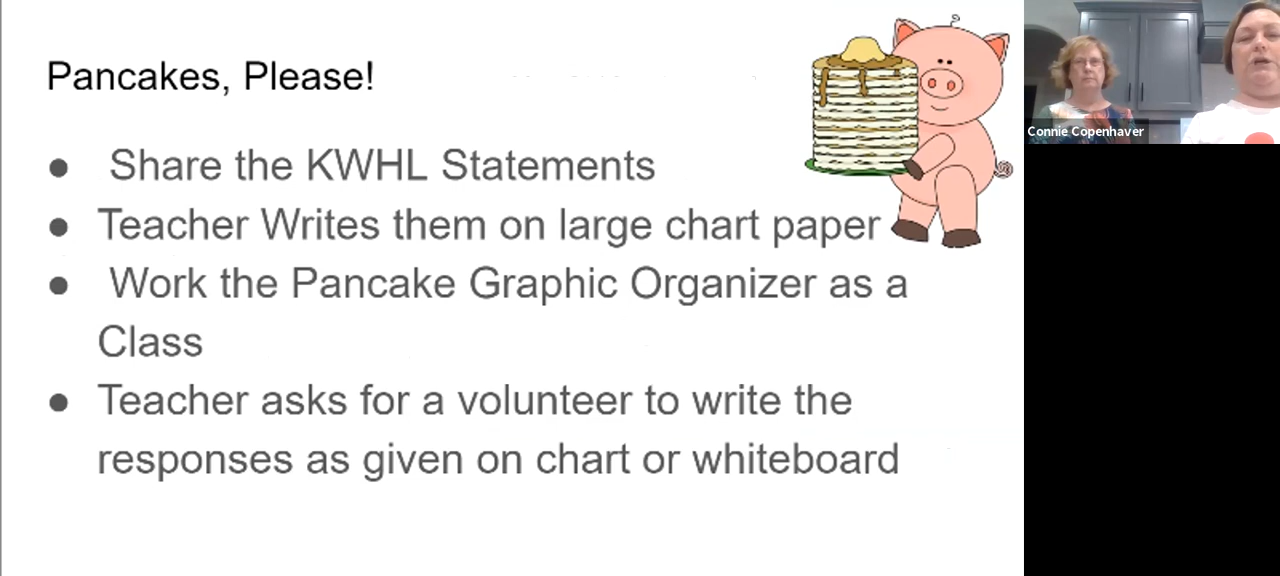 Pancakes, Please!
● Share the KWHL Statements
● Teacher Writes them on large chart paper
● Work the Pancake Graphic Organizer as a
Class
● Teacher asks for a volunteer to write the
responses as given on chart or whiteboard
Connie Copenhaver